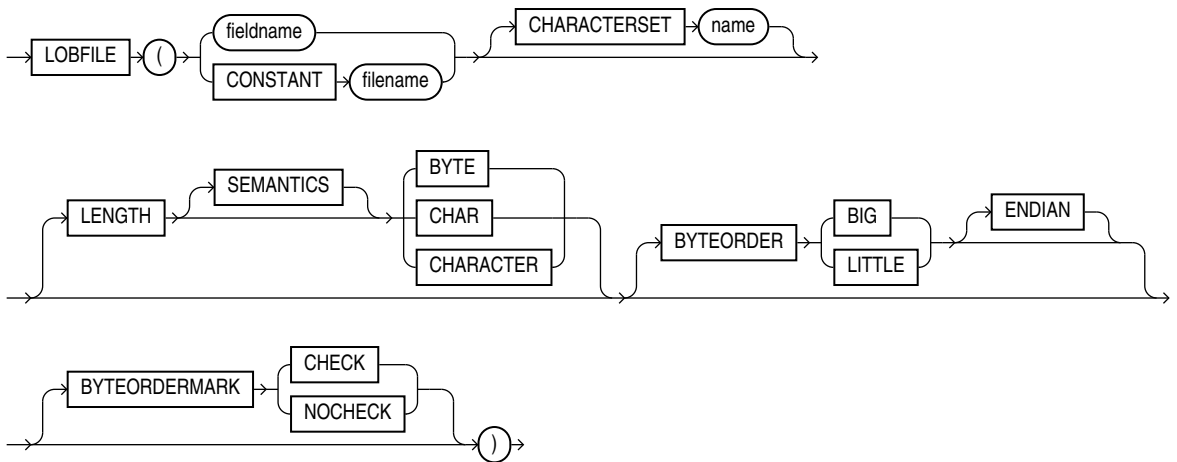 LOBFILE ( fieldname CHARACTERSET name
CONSTANT filename
LENGTH SEMANTICS BYTE
CHAR
CHARACTER
BYTEORDER BIG ENDIAN
LITTLE
BYTEORDERMARK CHECK
NOCHECK
)